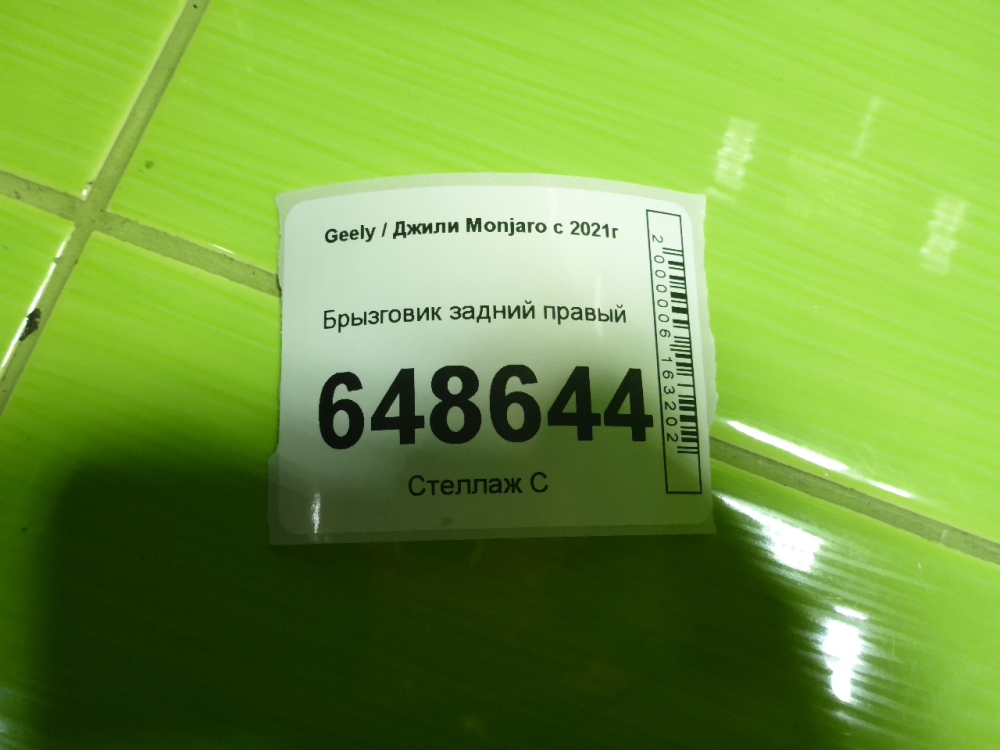 Geely / Джили Monjaro с 2021г
Брызговик задний правый
648644
Стеллаж С
2000006163202